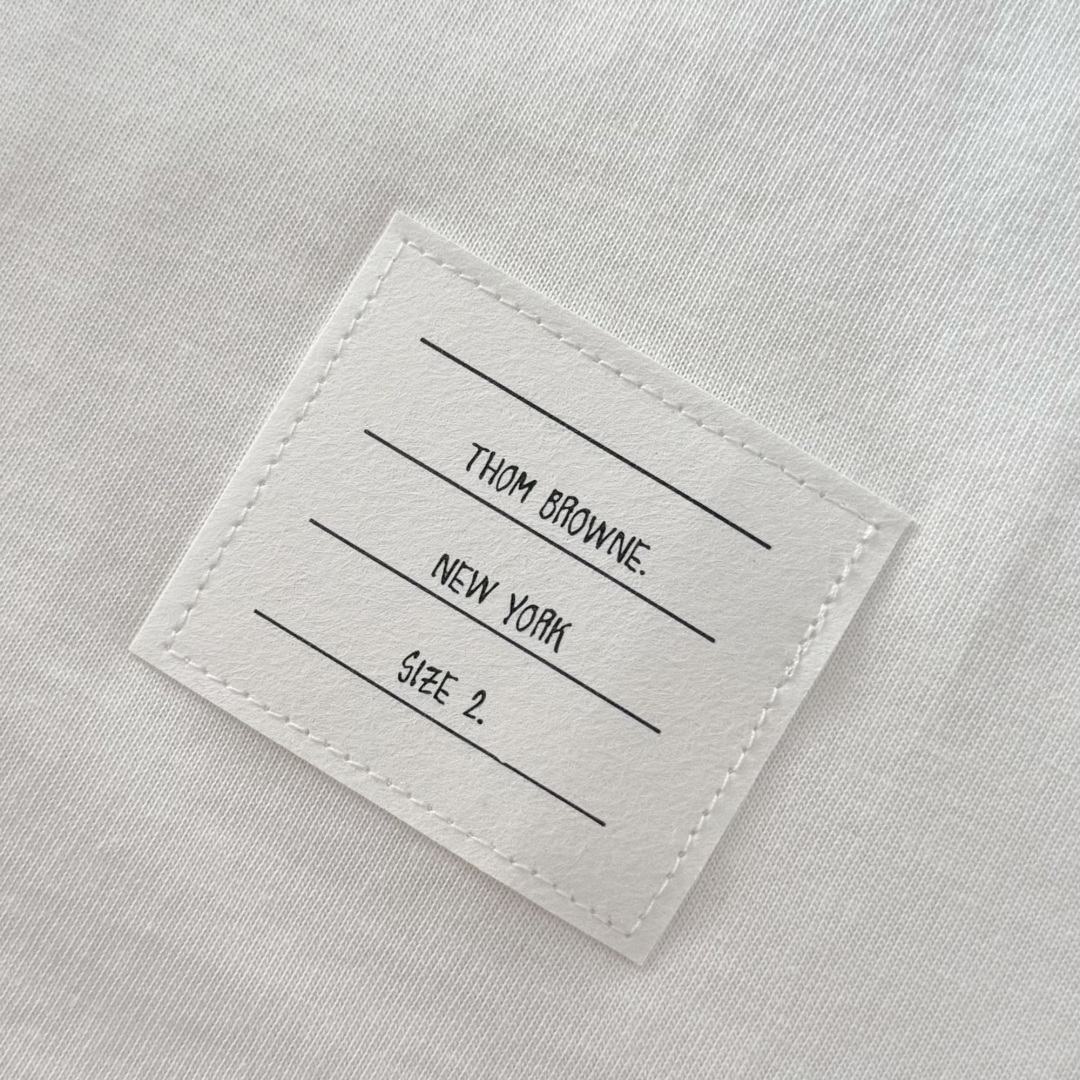 THOM BROWNE.
NEW YORK
SIZE 2.